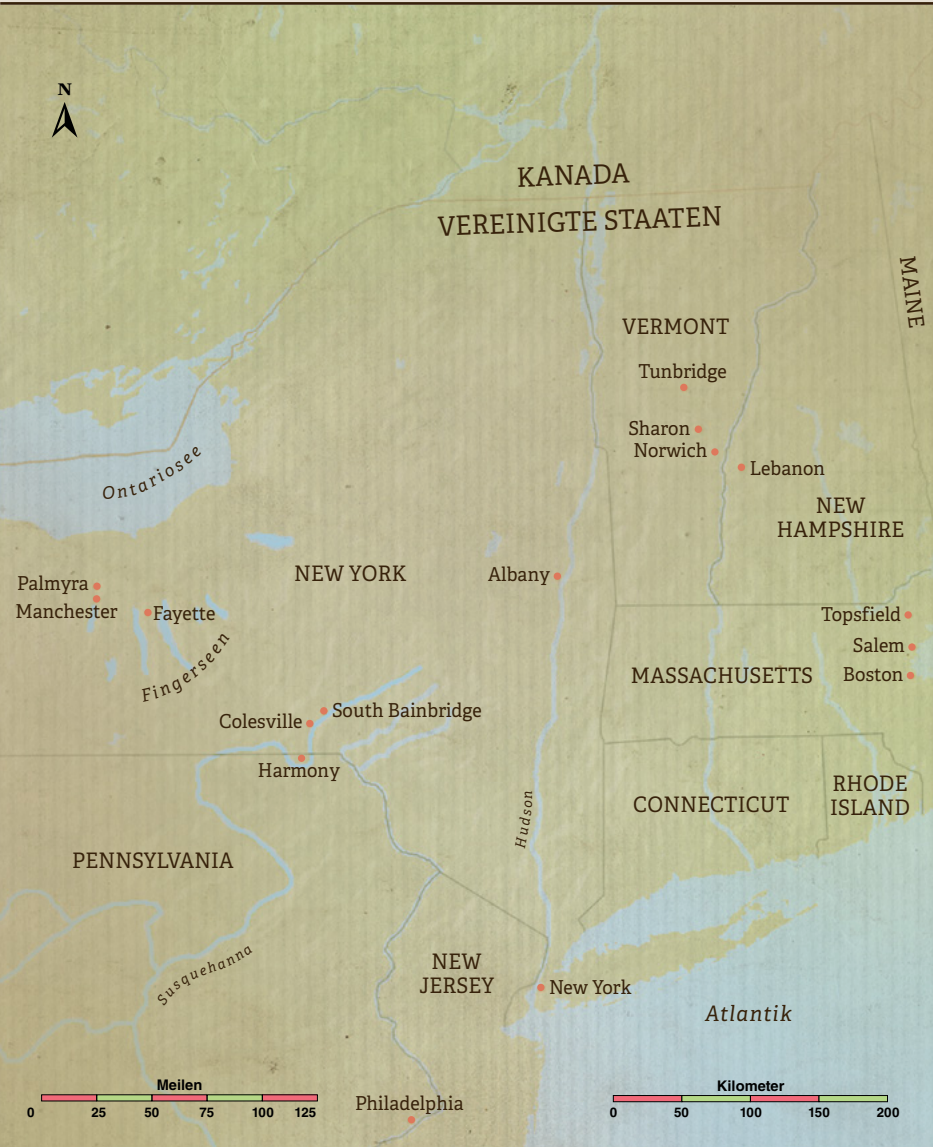 N
KANADA
VEREINIGTE STAATEN
MAINE
VERMONT
Tunbridge
Sharon
Norwich
Lebanon
Ontariosee
NEW
HAMPSHIRE
NEW YORK
Albany
Palmyra
Manchester
Fayette
Topsfield
Fingerseen
Salem
MASSACHUSETTS
Boston
Colesville
South Bainbridge
Harmony
Hudson
CONNECTICUT
RHODE
ISLAND
PENNSYLVANIA
Susquehanna
NEW
JERSEY
New York
Atlantik
Meilen
0 25 50 75 100 125
Kilometer
0 50 100 150 200
Philadelphia